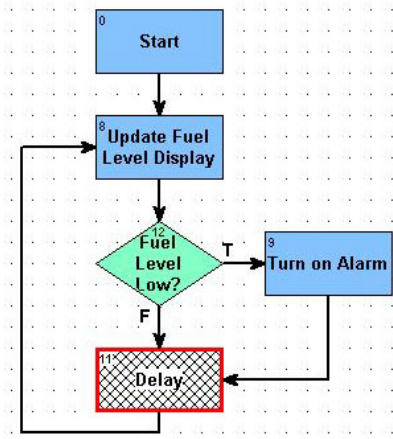 0
Start
8
Update Fuel
Level Display
12
Fuel
Level
Low?
T
9
Turn on Alarm
F
11
Delay